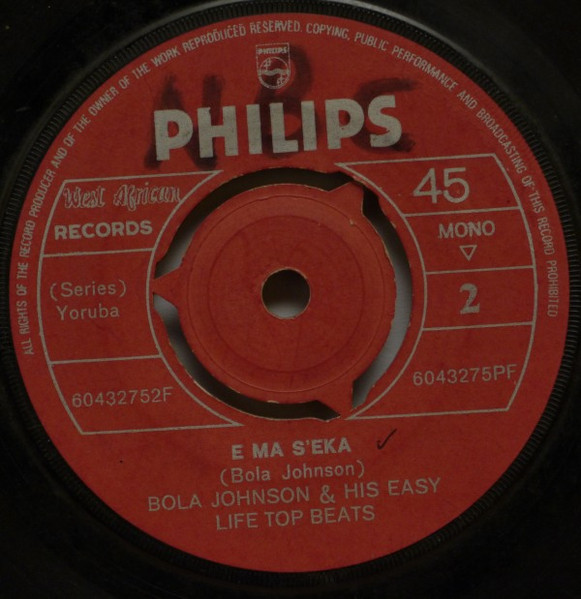 ALL RIGHTS OF THE RECORD PRODUCER AND OF THE OWNER OF THE WORK REPRODUCED RESERVED. COPYING, PUBLIC PERFORMANCE AND BROADCASTING OF THIS RECORD PROHIBITED
PHILIPS
NBC
PHILIPS
West African
RECORDS
45
MONO
(Series)
Yoruba
2
60432752F
6043275PF
E MA S'EKA
(Bola Johnson)
BOLA JOHNSON & HIS EASY
LIFE TOP BEATS